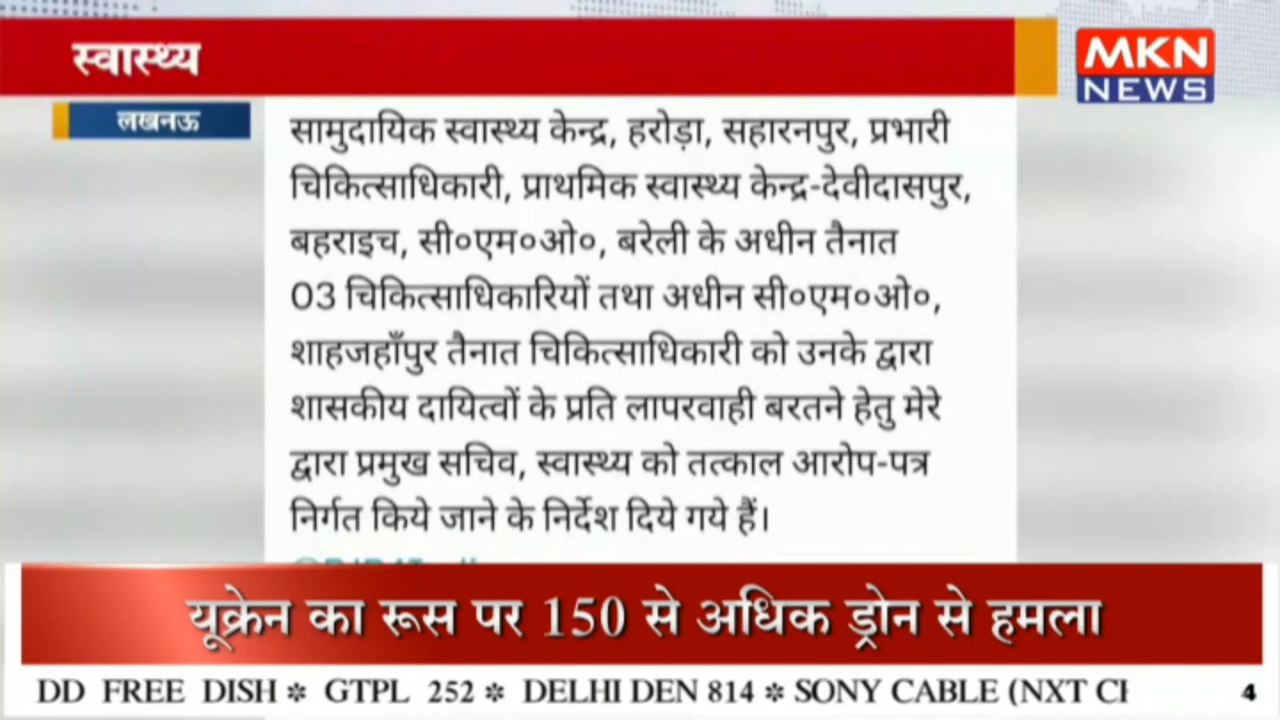 स्वास्थ्य
MKN
NEWS
लखनऊ
सामुदायिक स्वास्थ्य केन्द्र, हरोड़ा, सहारनपुर, प्रभारी
चिकित्साधिकारी, प्राथमिक स्वास्थ्य केन्द्र-देवीदासपुर,
बहराइच, सी०एम०ओ०, बरेली के अधीन तैनात
03 चिकित्साधिकारियों तथा अधीन सी०एम०ओ०,
शाहजहाँपुर तैनात चिकित्साधिकारी को उनके द्वारा
शासकीय दायित्वों के प्रति लापरवाही बरतने हेतु मेरे
द्वारा प्रमुख सचिव, स्वास्थ्य को तत्काल आरोप-पत्र
निर्गत किये जाने के निर्देश दिये गये हैं।
यूक्रेन का रूस पर 150 से अधिक ड्रोन से हमला
DD FREE DISH ❇ GTPL 252 ❇ DELHI DEN 814 ❇ SONY CABLE (NXT 4